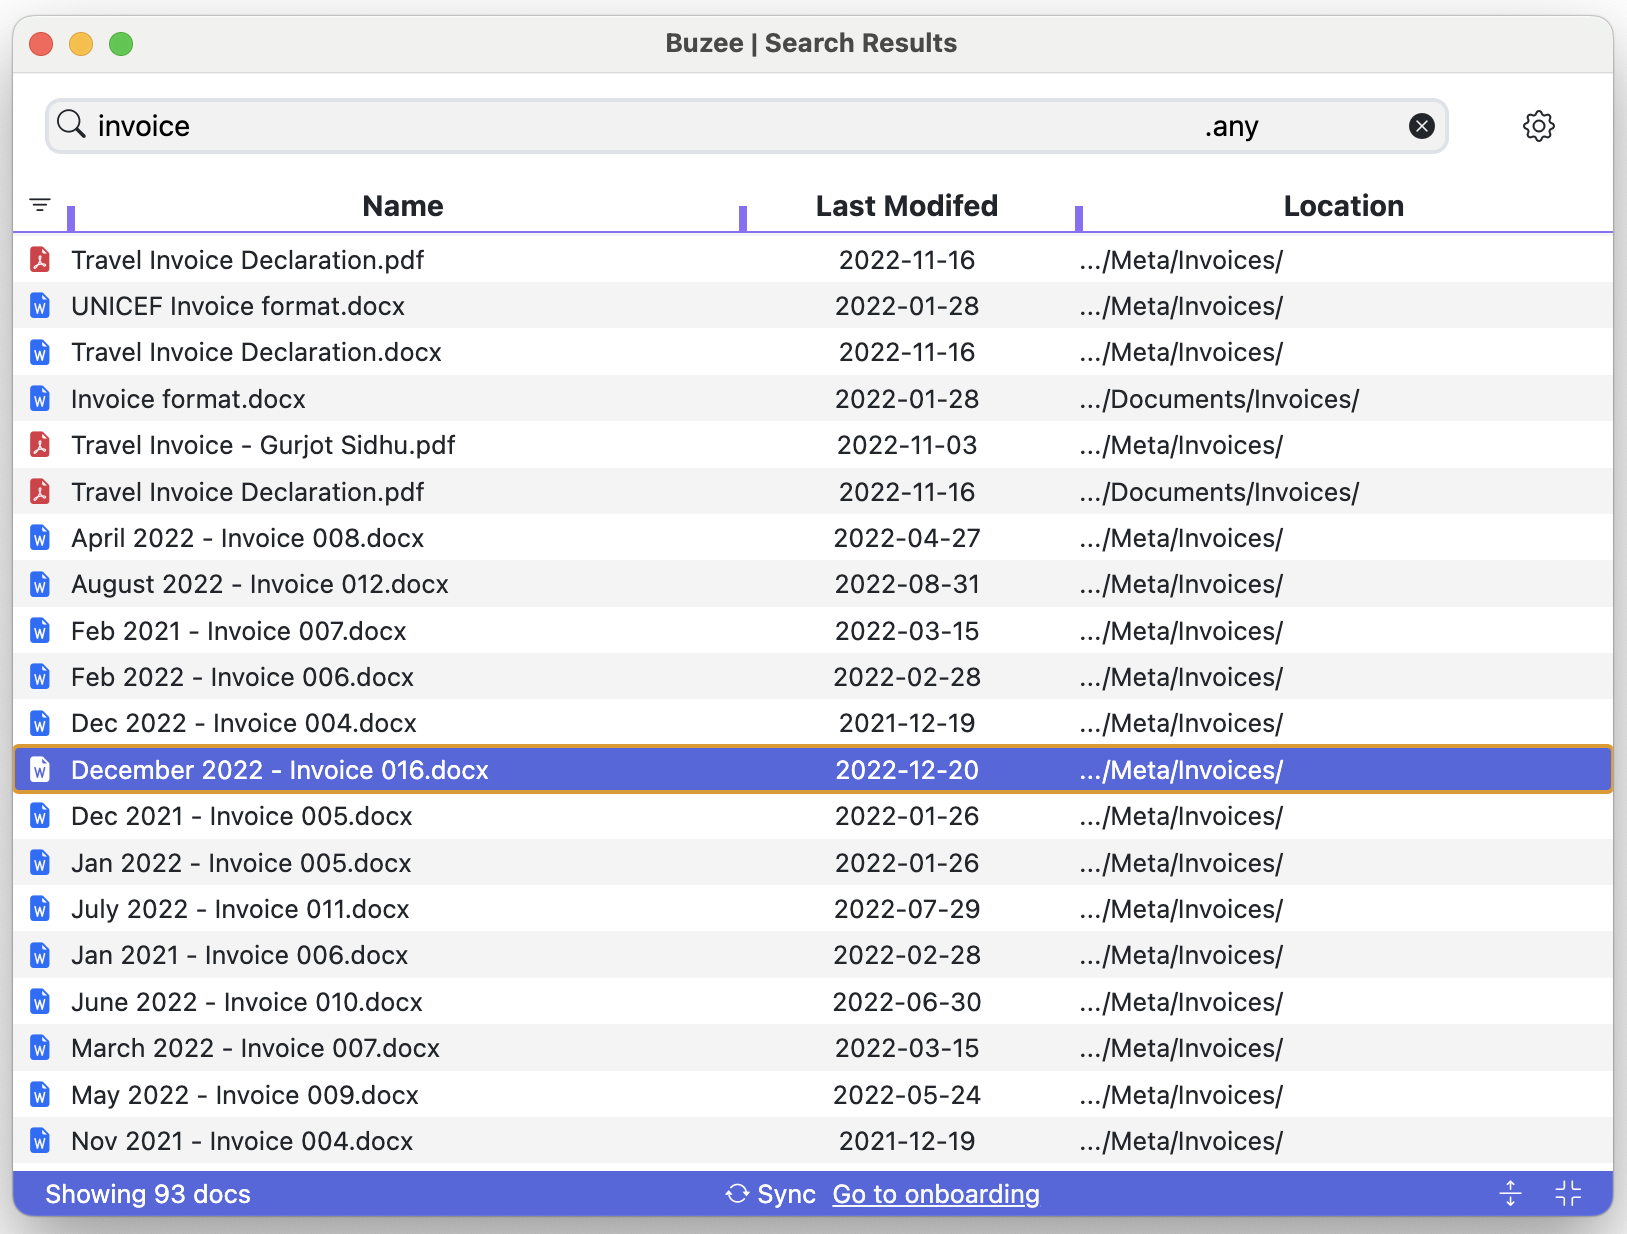 Buzee | Search Results
invoice .any
Name Last Modifed Location
Travel Invoice Declaration.pdf 2022-11-16 .../Meta/Invoices/
UNICEF Invoice format.docx 2022-01-28 .../Meta/Invoices/
Travel Invoice Declaration.docx 2022-11-16 .../Meta/Invoices/
Invoice format.docx 2022-01-28 .../Documents/Invoices/
Travel Invoice - Gurjot Sidhu.pdf 2022-11-03 .../Meta/Invoices/
Travel Invoice Declaration.pdf 2022-11-16 .../Documents/Invoices/
April 2022 - Invoice 008.docx 2022-04-27 .../Meta/Invoices/
August 2022 - Invoice 012.docx 2022-08-31 .../Meta/Invoices/
Feb 2021 - Invoice 007.docx 2022-03-15 .../Meta/Invoices/
Feb 2022 - Invoice 006.docx 2022-02-28 .../Meta/Invoices/
Dec 2022 - Invoice 004.docx 2021-12-19 .../Meta/Invoices/
December 2022 - Invoice 016.docx 2022-12-20 .../Meta/Invoices/
Dec 2021 - Invoice 005.docx 2022-01-26 .../Meta/Invoices/
Jan 2022 - Invoice 005.docx 2022-01-26 .../Meta/Invoices/
July 2022 - Invoice 011.docx 2022-07-29 .../Meta/Invoices/
Jan 2021 - Invoice 006.docx 2022-02-28 .../Meta/Invoices/
June 2022 - Invoice 010.docx 2022-06-30 .../Meta/Invoices/
March 2022 - Invoice 007.docx 2022-03-15 .../Meta/Invoices/
May 2022 - Invoice 009.docx 2022-05-24 .../Meta/Invoices/
Nov 2021 - Invoice 004.docx 2021-12-19 .../Meta/Invoices/
Showing 93 docs Sync Go to onboarding